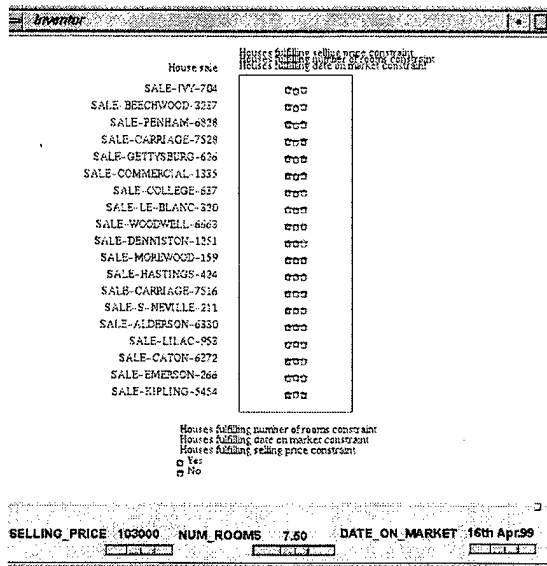 Inventor
Houses fulfilling selling price constraint
Houses fulfilling number of rooms constraint
Houses fulfilling date on market constraint
House sale
SALE-IVY-704
SALE-BEECHWOOD-3237
SALE-PENHAM-6828
SALE-CARRIAGE-7528
SALE-GETTYSBURG-626
SALE-COMMERCIAL-1335
SALE-COLLEGE-637
SALE-LE-BLANC-320
SALE-WOODWELL-6663
SALE-DENNISTON-1251
SALE-MOREWOOD-159
SALE-HASTINGS-424
SALE-CARRIAGE-7516
SALE-S-NEVILLE-211
SALE-ALDERSON-6330
SALE-LILAC-953
SALE-CATON-6272
SALE-EMERSON-266
SALE-KIPLING-5454
Houses fulfilling number of rooms constraint
Houses fulfilling date on market constraint
Houses fulfilling selling price constraint
Yes
No
SELLING_PRICE 103000 NUM_ROOMS 7.50 DATE_ON_MARKET 16th Apr.99